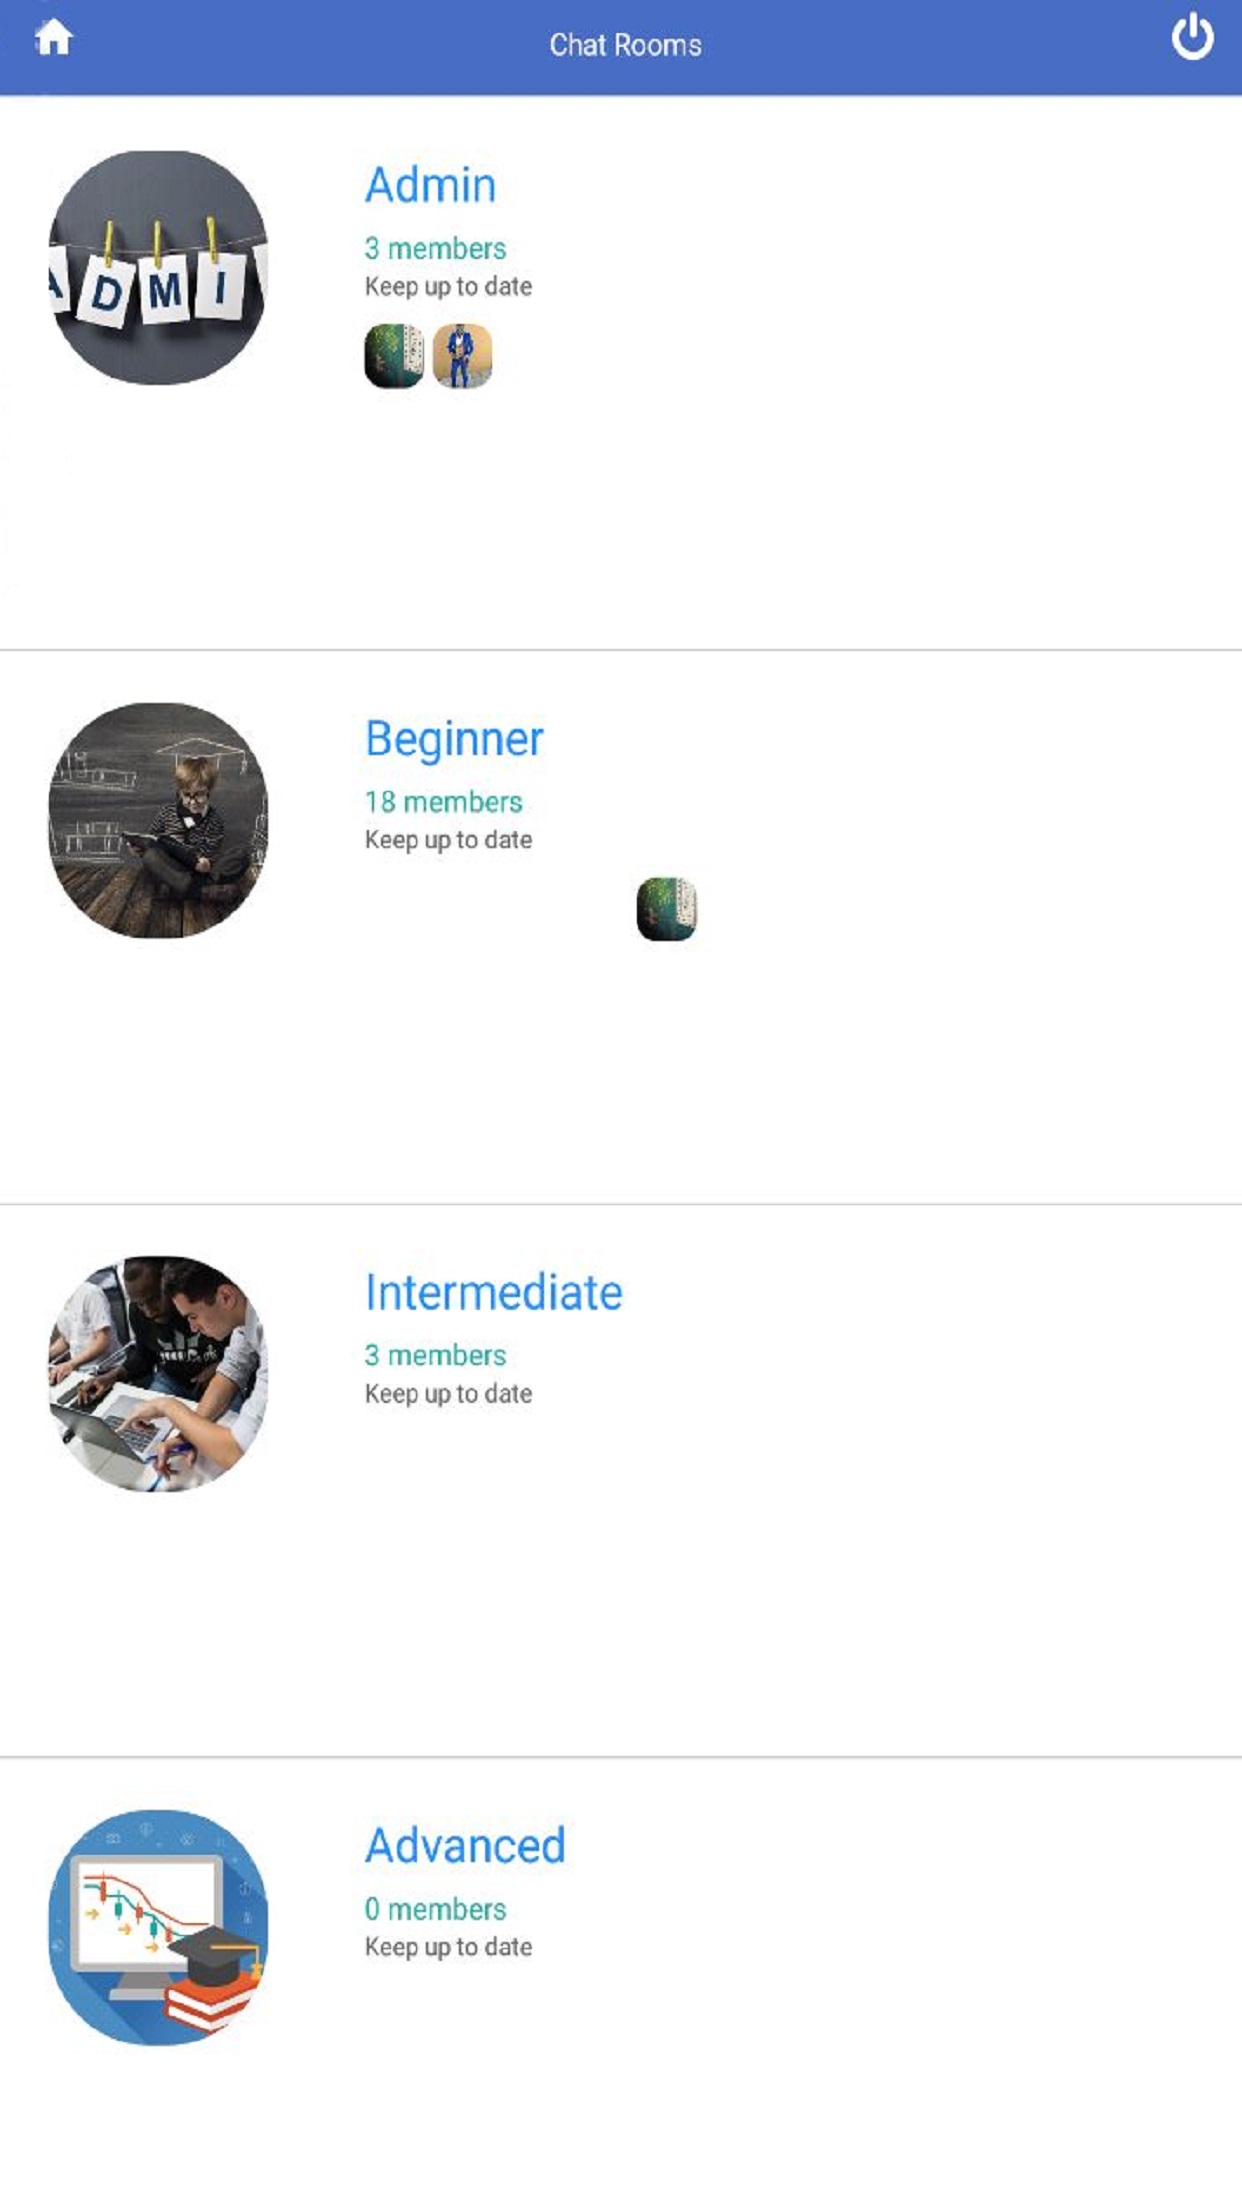 Chat Rooms
Admin
3 members
Keep up to date
A D M I
Beginner
18 members
Keep up to date
Intermediate
3 members
Keep up to date
Advanced
0 members
Keep up to date